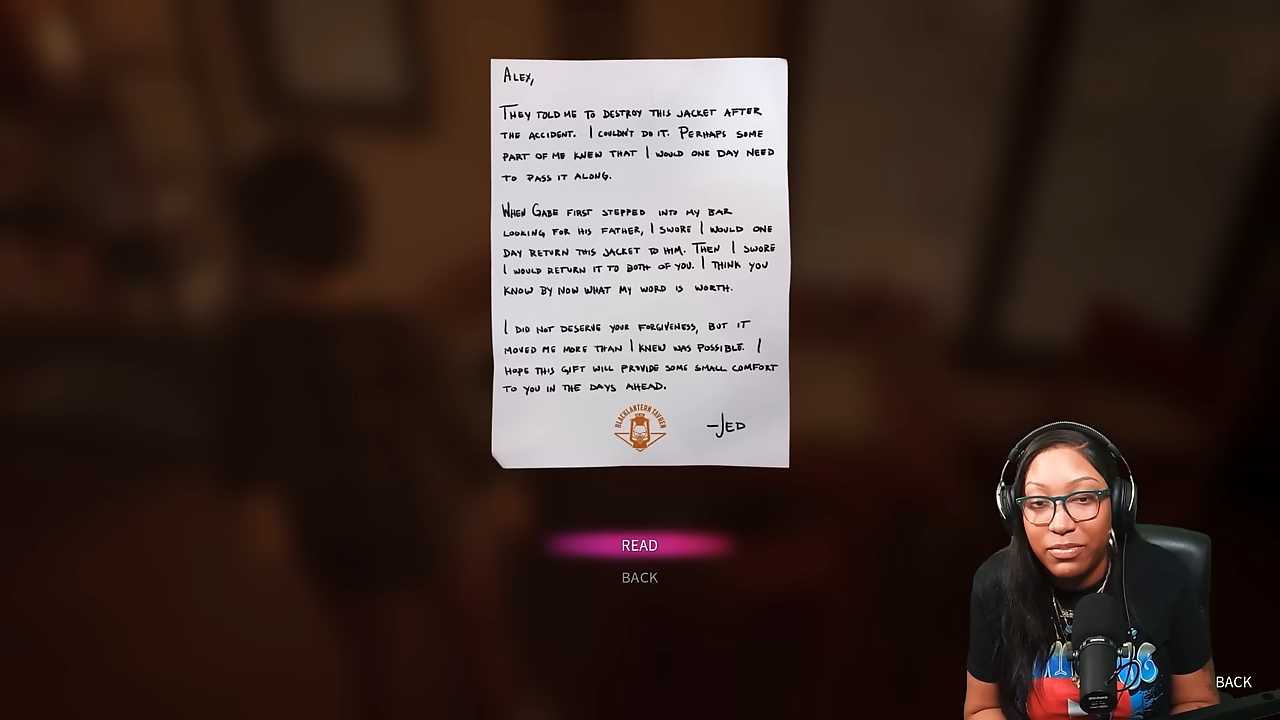 Alex,
They told me to destroy this jacket after
the accident. I couldn't do it. Perhaps some
part of me knew that I would one day need
to pass it along.
When Gabe first stepped into my bar
looking for his father, I swore I would one
day return this jacket to him. Then I swore
I would return it to both of you. I think you
know by now what my word is worth.
I did not deserve your forgiveness, but it
moved me more than I knew was possible. I
hope this gift will provide some small comfort
to you in the days ahead.
BLACKLANTERN TAVERN
-Jed
READ
BACK
BACK